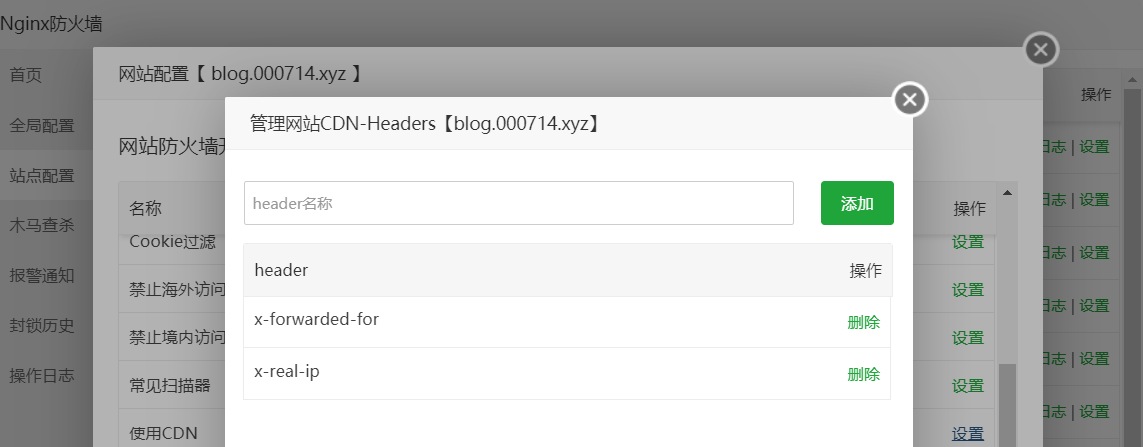 Nginx防火墙
首页
全局配置
站点配置
木马查杀
报警通知
封锁历史
操作日志
操作
日志 | 设置
日志 | 设置
日志 | 设置
日志 | 设置
日志 | 设置
日志 | 设置
网站配置【 blog.000714.xyz 】
网站防火墙
名称 操作
Cookie过滤 设置
禁止海外访问 设置
禁止境内访问 设置
常见扫描器 设置
使用CDN 设置
管理网站CDN-Headers【blog.000714.xyz】
header名称 添加
header 操作
x-forwarded-for 删除
x-real-ip 删除